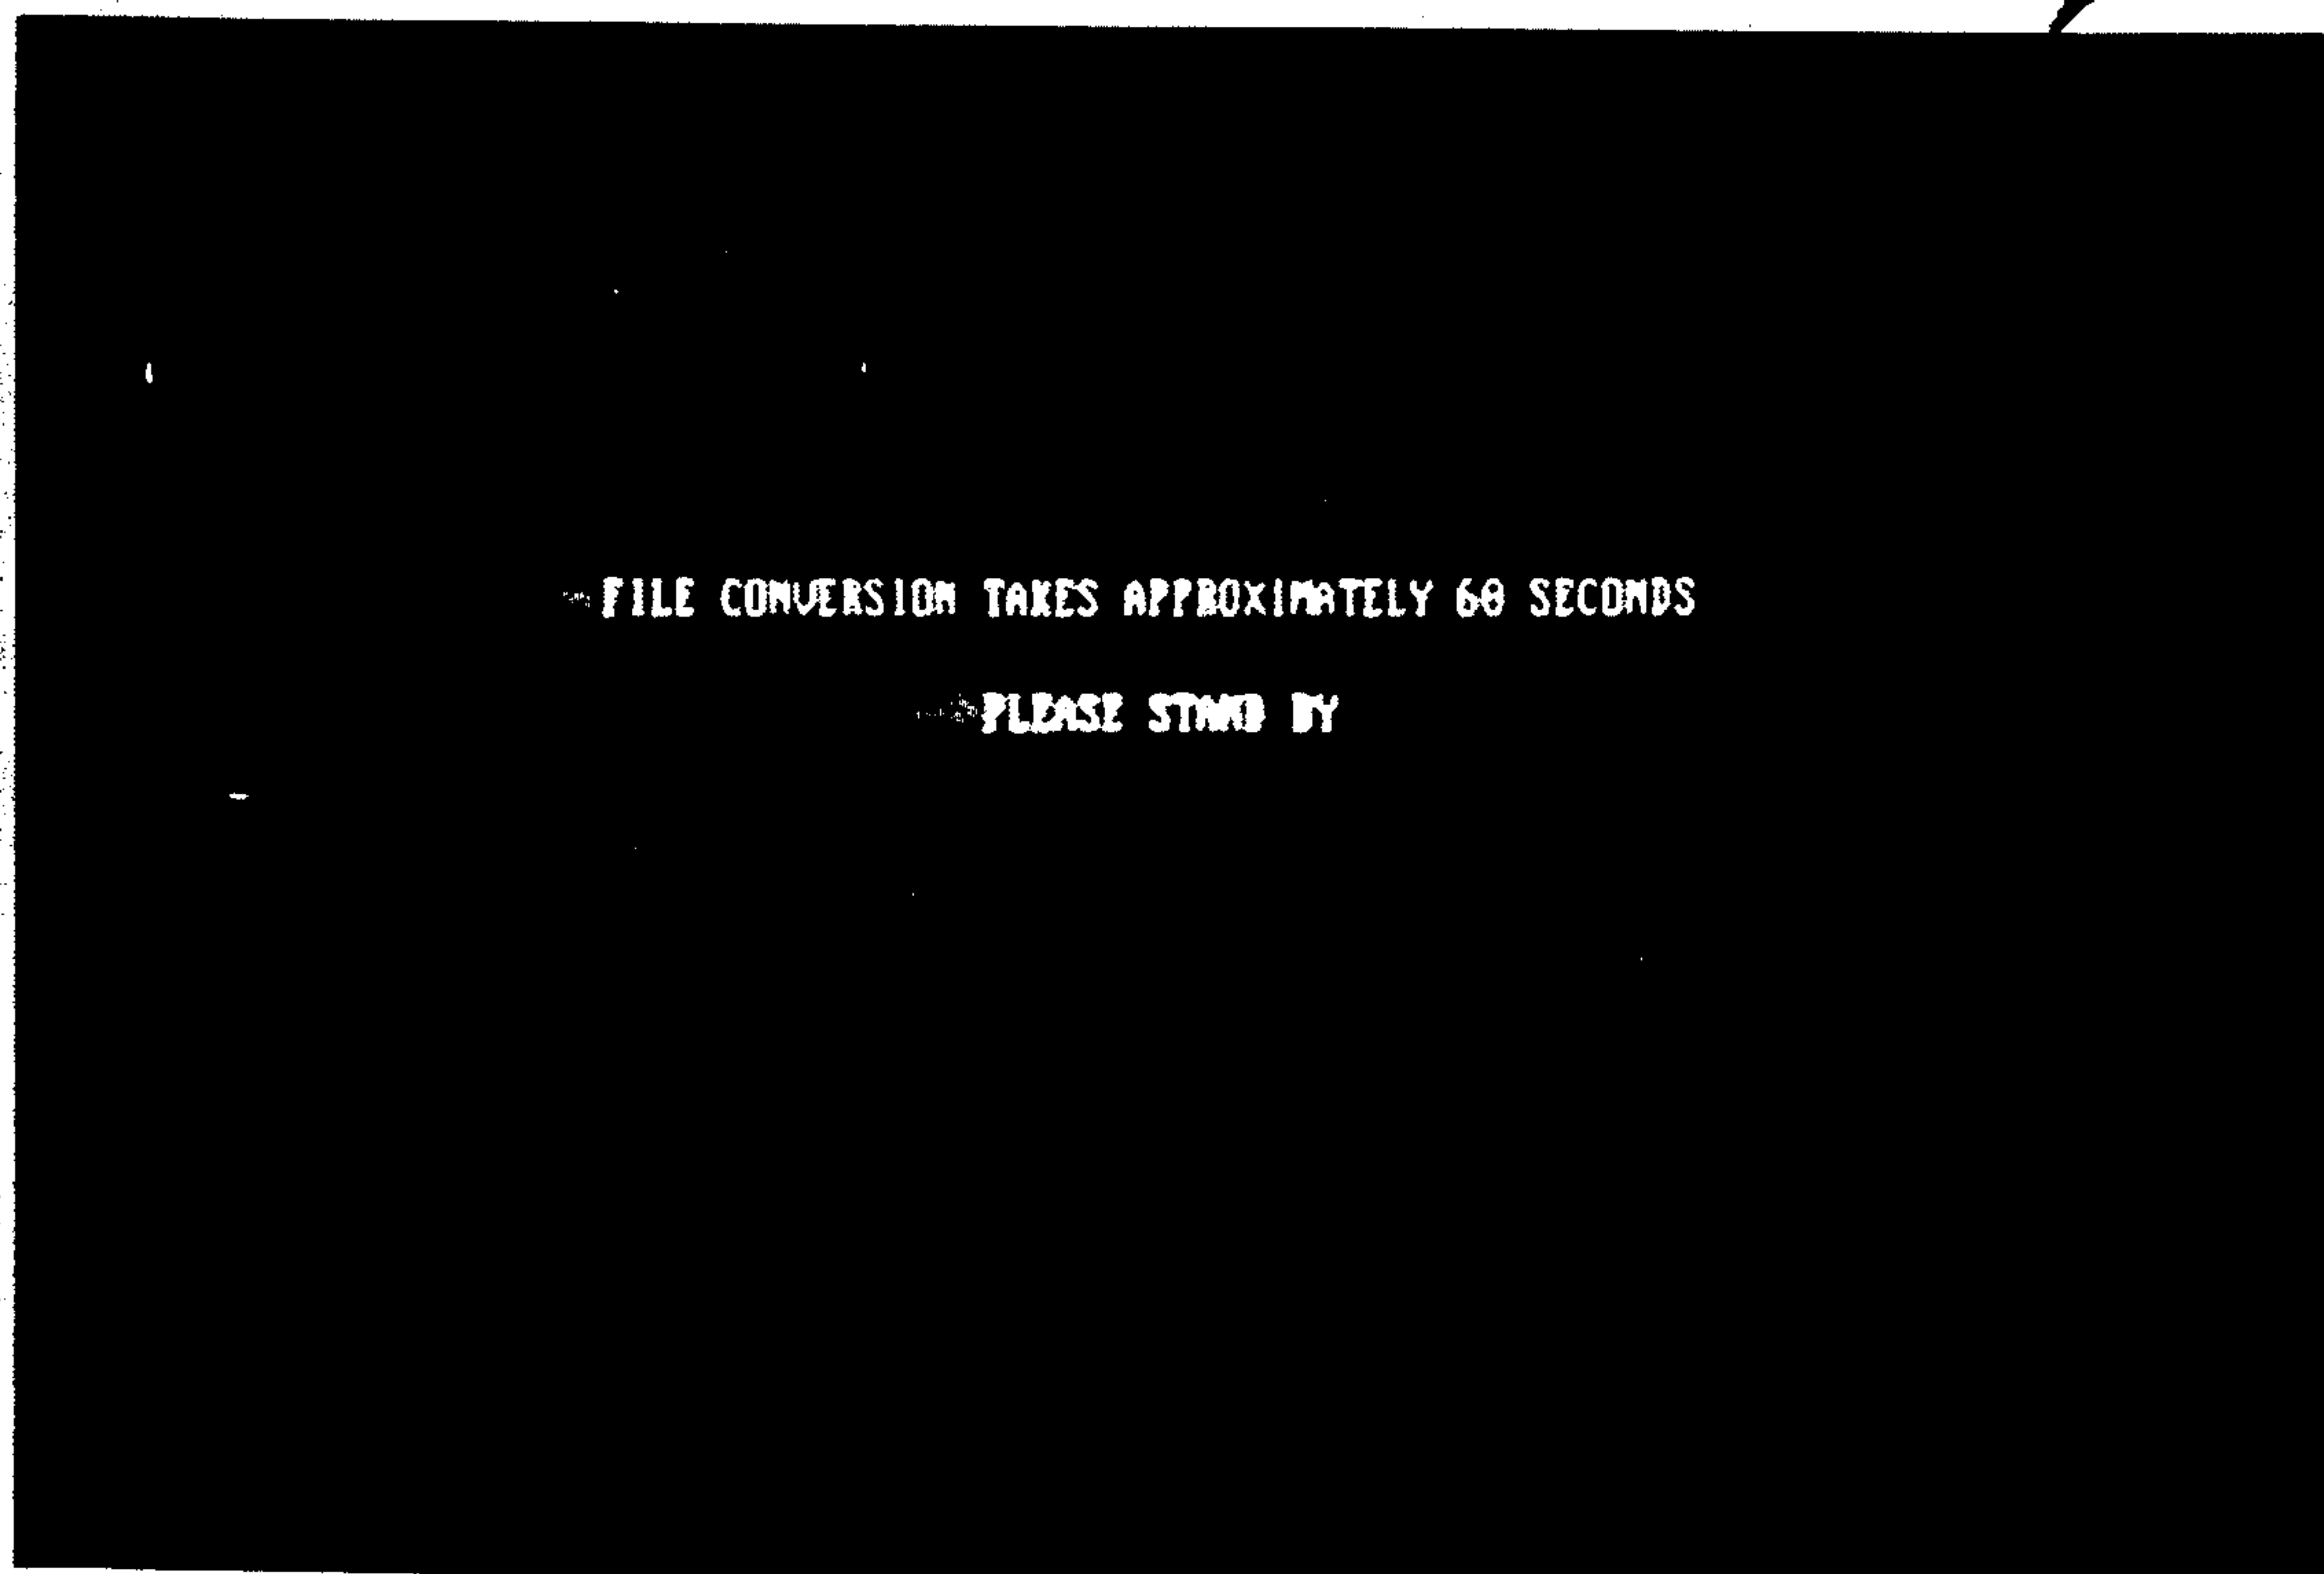 FILE CONVERSION TAKES APPROXIMATELY 60 SECONDS
PLEASE STAND BY